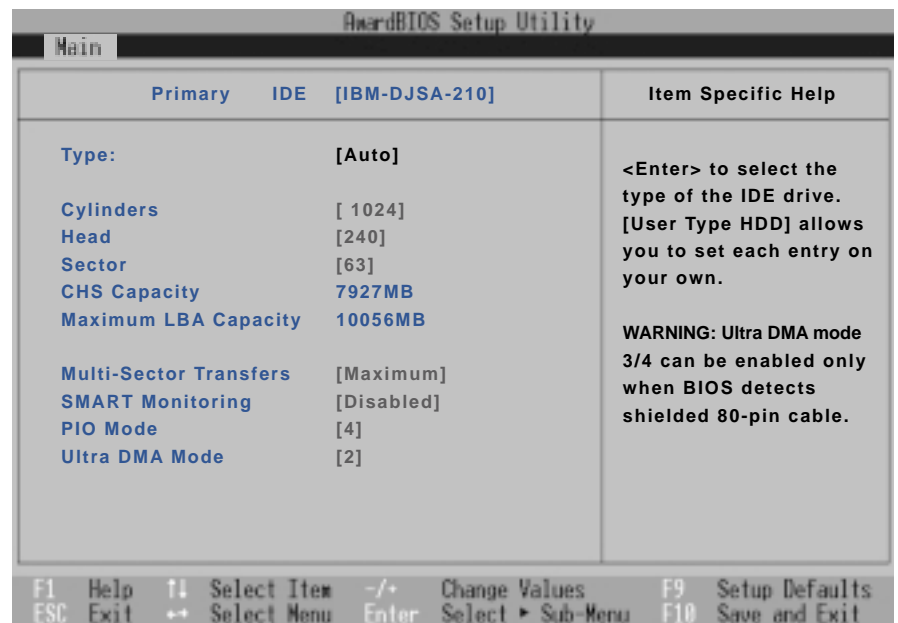 AwardBIOS Setup Utility
Main
Primary IDE [IBM-DJSA-210]
Item Specific Help
Type: [Auto]
Cylinders [ 1024]
Head [240]
Sector [63]
CHS Capacity 7927MB
Maximum LBA Capacity 10056MB
Multi-Sector Transfers [Maximum]
SMART Monitoring [Disabled]
PIO Mode [4]
Ultra DMA Mode [2]
<Enter> to select the
type of the IDE drive.
[User Type HDD] allows
you to set each entry on
your own.
WARNING: Ultra DMA mode
3/4 can be enabled only
when BIOS detects
shielded 80-pin cable.
F1 Help ↑↓ Select Item -/+ Change Values F9 Setup Defaults
ESC Exit ↔ Select Menu Enter Select ► Sub-Menu F10 Save and Exit